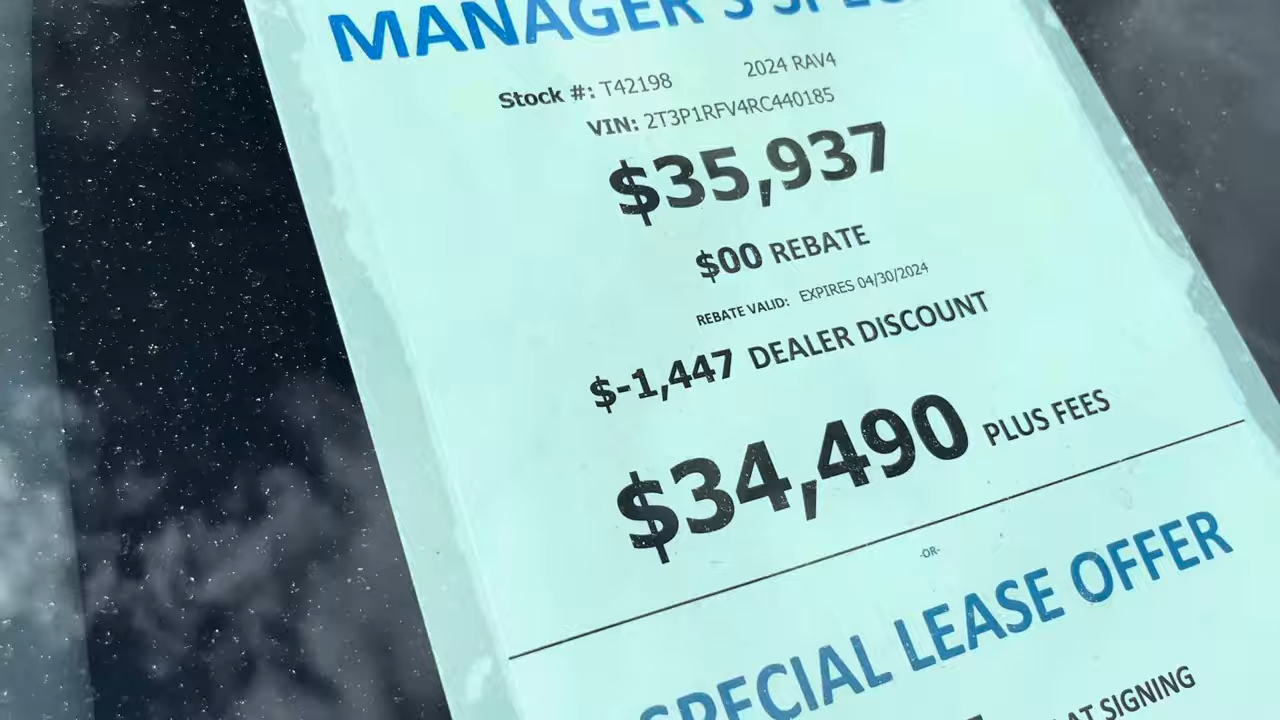 MANAGER'S
Stock #: T42198 2024 RAV4
VIN: 2T3P1RFV4RC440185
$35,937
$00 REBATE
REBATE VALID: EXPIRES 04/30/2024
$-1,447 DEALER DISCOUNT
$34,490 PLUS FEES
-OR-
SPECIAL LEASE OFFER
AT SIGNING